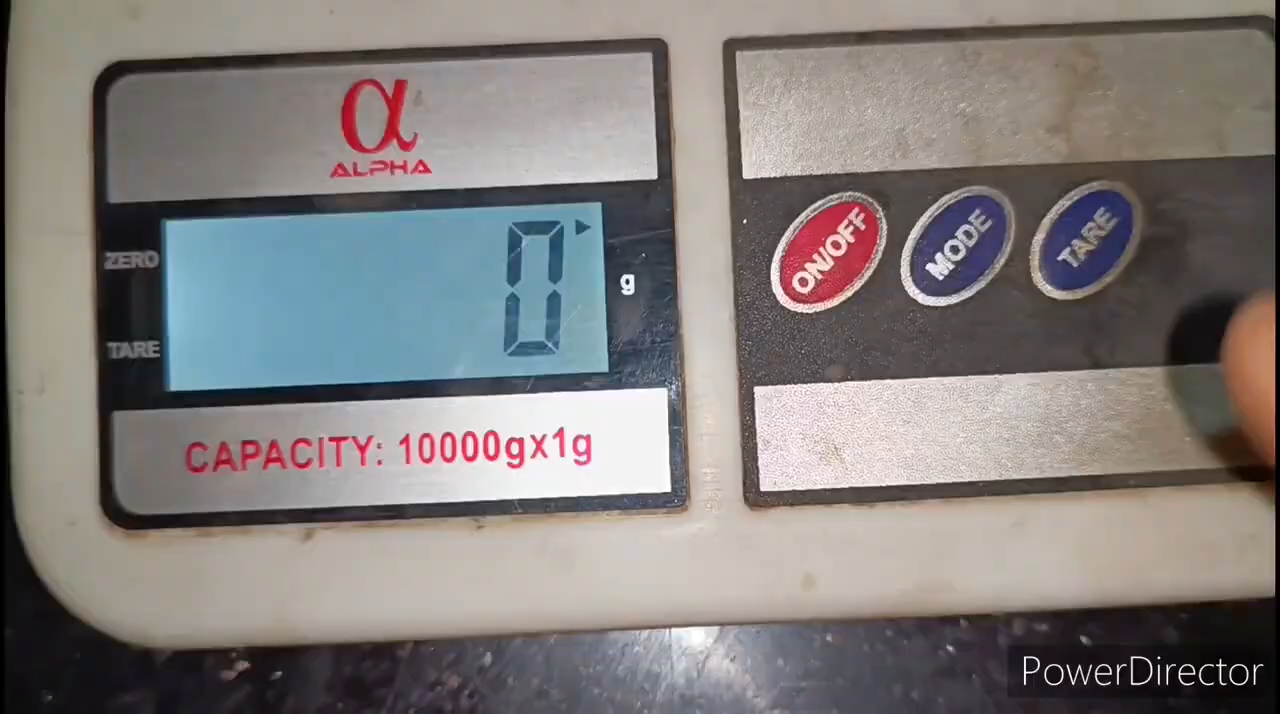 α
ALPHA
ZERO
0
g
TARE
CAPACITY: 10000gx1g
ON/OFF
MODE
TARE
PowerDirector